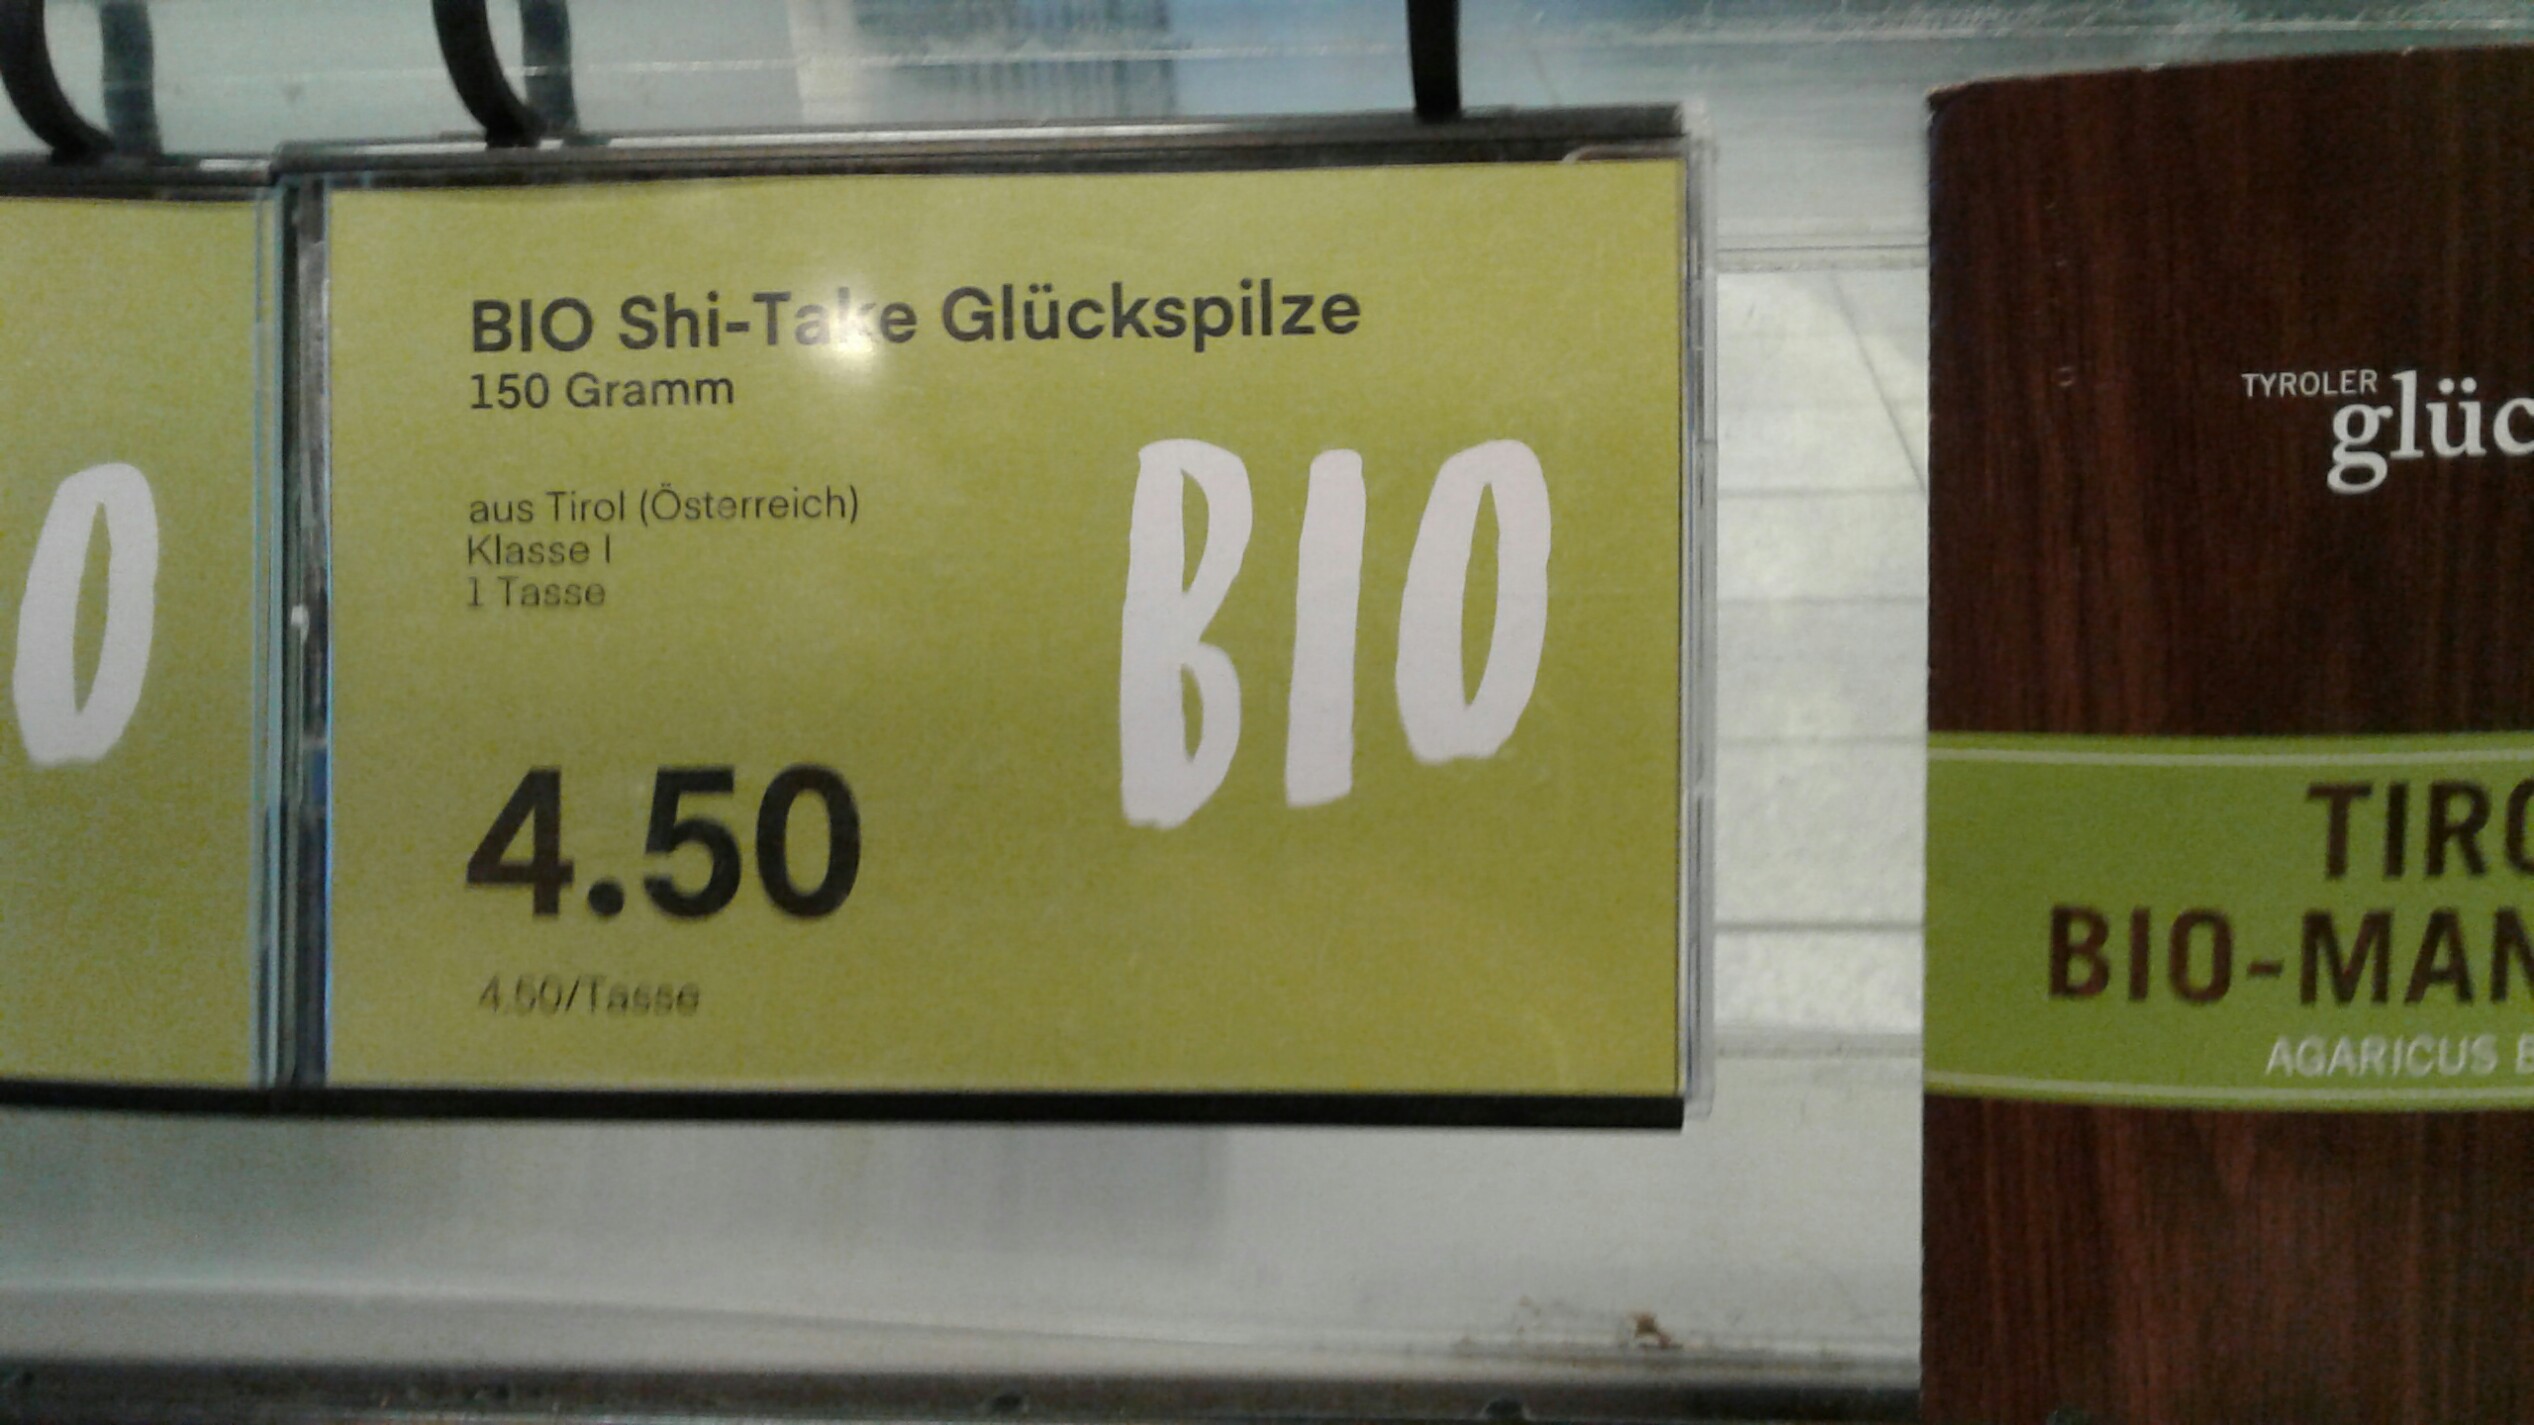 O
BIO Shi-Take Glückspilze
150 Gramm
aus Tirol (Österreich)
Klasse I
1 Tasse
BIO
4.50
4.50/Tasse
TYROLER
glüc
TIRO
BIO-MAN
AGARICUS B